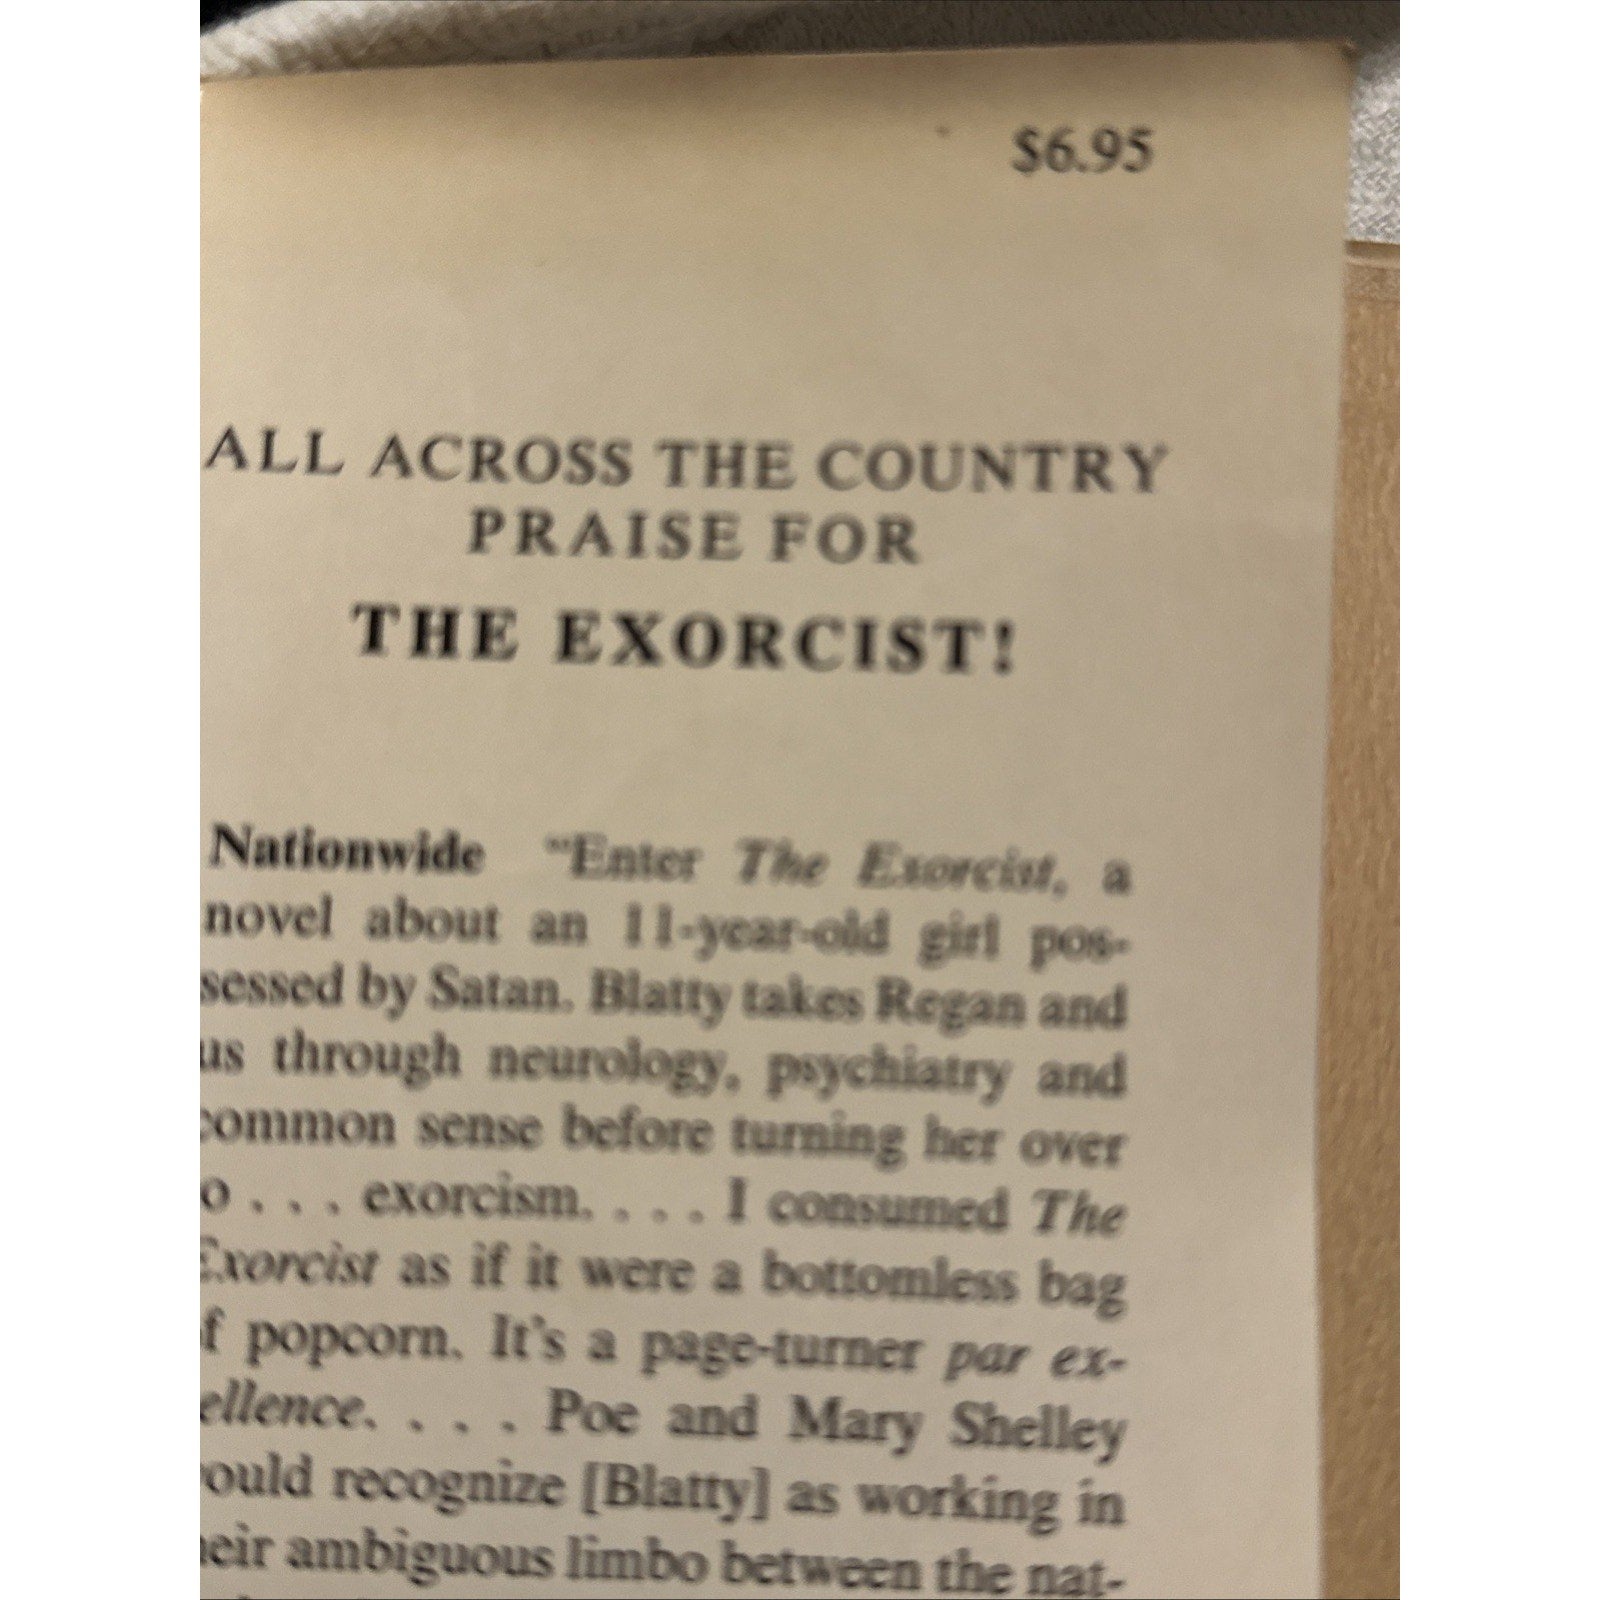 $6.95
ALL ACROSS THE COUNTRY
PRAISE FOR
THE EXORCIST!
Nationwide "Enter The Exorcist, a
novel about an 11-year-old girl pos-
sessed by Satan. Blatty takes Regan and
us through neurology, psychiatry and
common sense before turning her over
o . . . exorcism. . . . I consumed The
Exorcist as if it were a bottomless bag
f popcorn. It's a page-turner par ex-
ellence. . . . Poe and Mary Shelley
ould recognize [Blatty] as working in
eir ambiguous limbo between the nat-